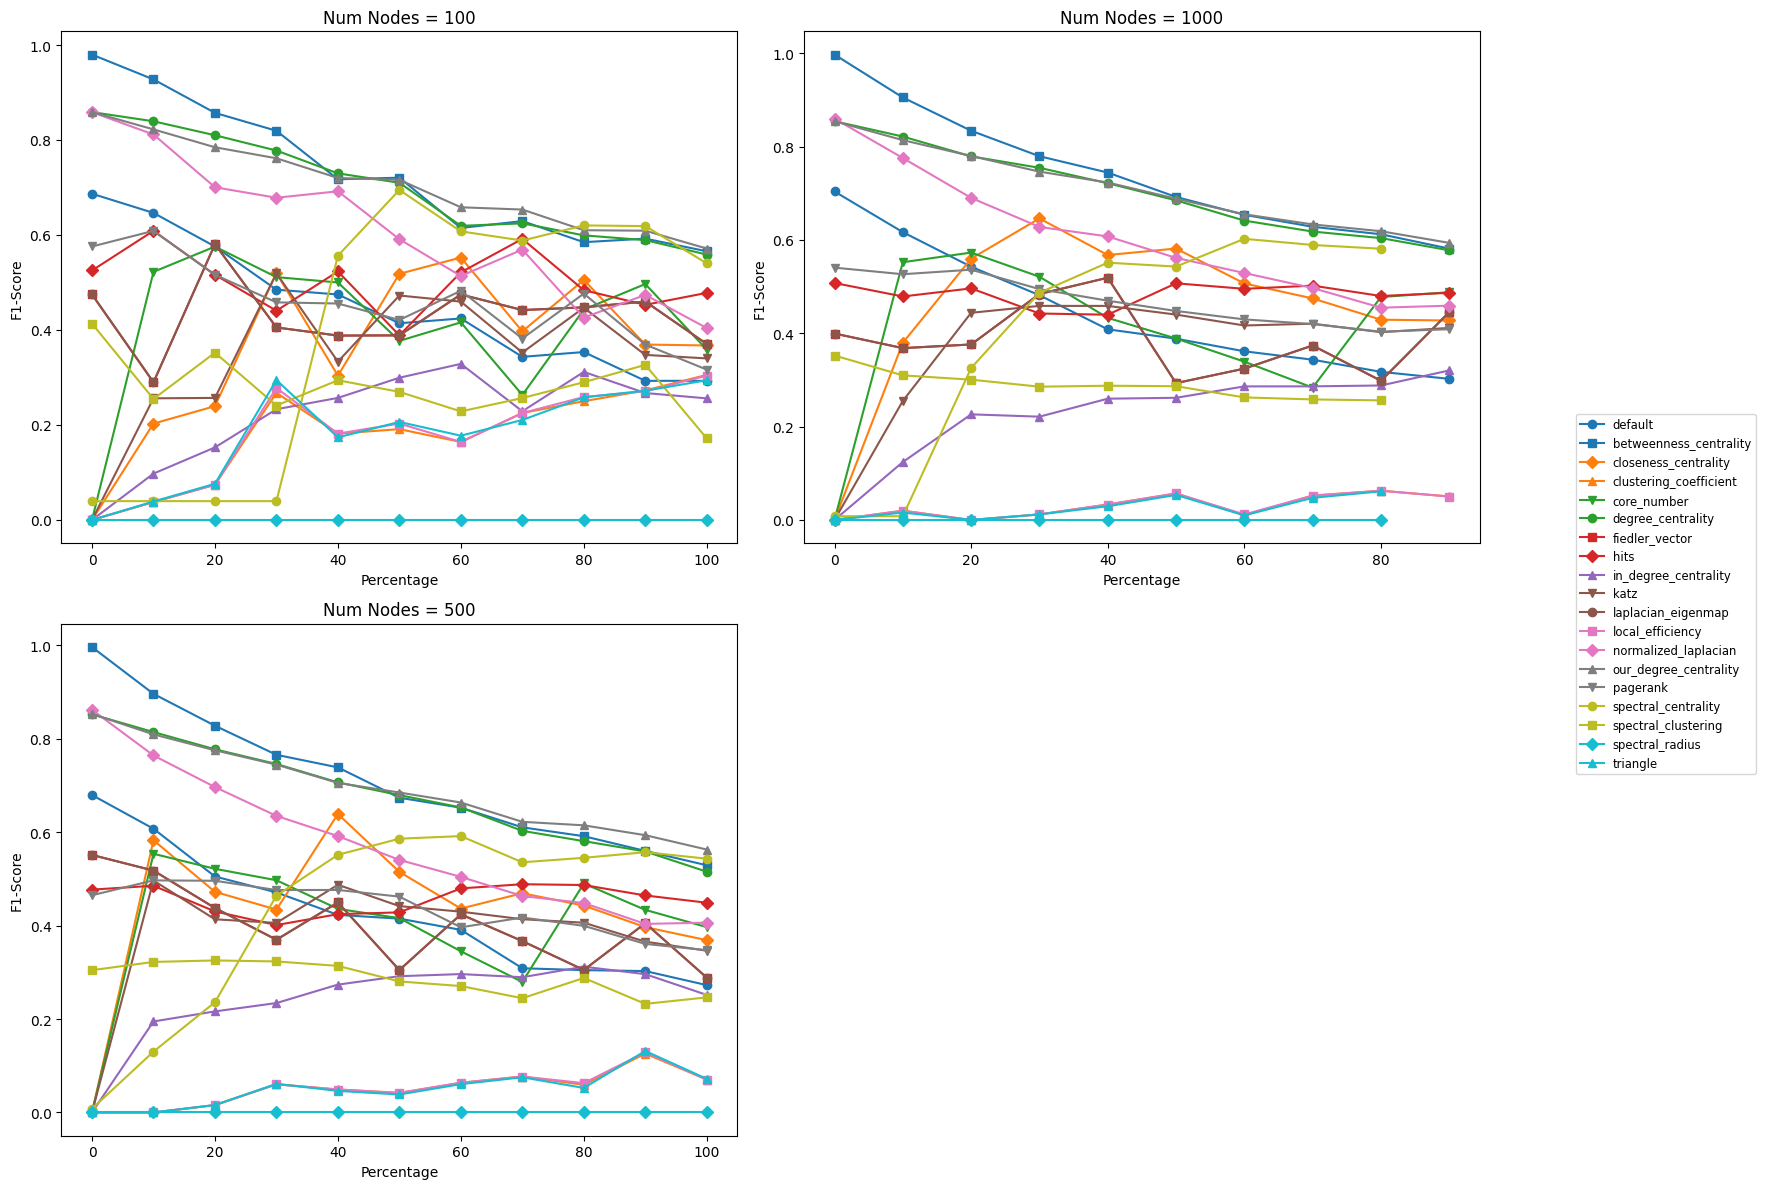 Num Nodes = 100
1.0
0.8
0.6
0.4
0.2
0.0
F1-Score
0 20 40 60 80 100
Percentage
Num Nodes = 1000
1.0
0.8
0.6
0.4
0.2
0.0
F1-Score
0 20 40 60 80
Percentage
default
betweenness_centrality
closeness_centrality
clustering_coefficient
core_number
degree_centrality
fiedler_vector
hits
in_degree_centrality
katz
laplacian_eigenmap
local_efficiency
normalized_laplacian
our_degree_centrality
pagerank
spectral_centrality
spectral_clustering
spectral_radius
triangle
Num Nodes = 500
1.0
0.8
0.6
0.4
0.2
0.0
F1-Score
0 20 40 60 80 100
Percentage